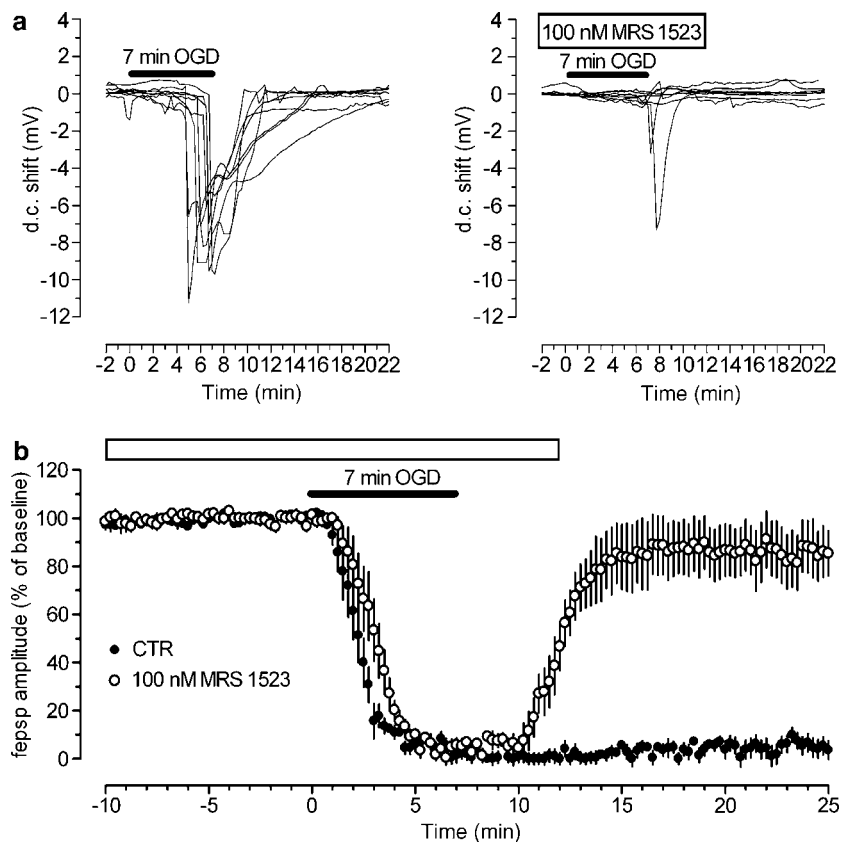 a
4
2
0
-2
-4
-6
-8
-10
-12
d.c. shift (mV)
7 min OGD
-2 0 2 4 6 8 10 12 14 16 18 20 22
Time (min)
4
2
0
-2
-4
-6
-8
-10
-12
d.c. shift (mV)
100 nM MRS 1523
7 min OGD
-2 0 2 4 6 8 10 12 14 16 18 20 22
Time (min)
b
120
100
80
60
40
20
0
fepsp amplitude (% of baseline)
7 min OGD
CTR
100 nM MRS 1523
-10 -5 0 5 10 15 20 25
Time (min)